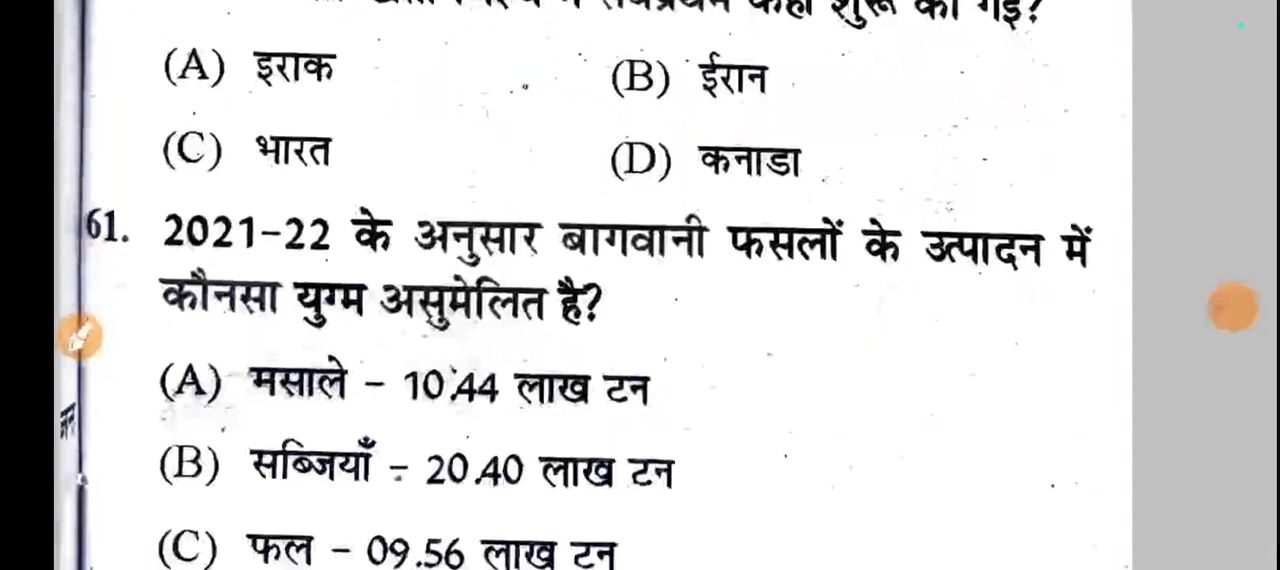 शुरू की गई?
(A) इराक
(B) ईरान
(C) भारत
(D) कनाडा
61. 2021-22 के अनुसार बागवानी फसलों के उत्पादन में
कौनसा युग्म असुमेलित है?
(A) मसाले - 10.44 लाख टन
(B) सब्जियाँ - 20.40 लाख टन
(C) फल - 09.56 लाख टन